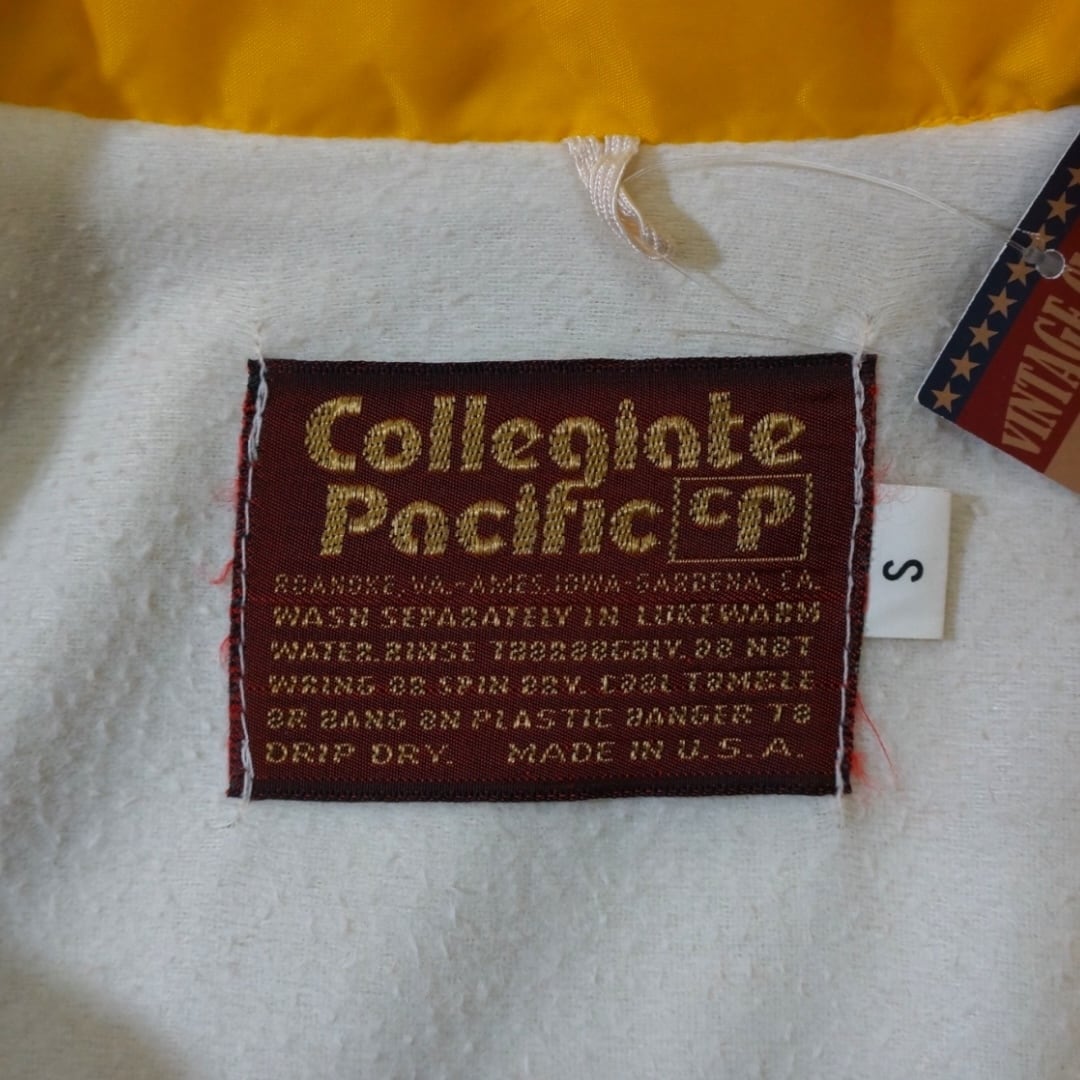 Collegiate
Pacific cP
ROANOKE, VA.-AMES, IOWA-GARDENA, CA.
WASH SEPARATELY IN LUKEWARM
WATER. RINSE THOROUGHLY. DO NOT
WRING OR SPIN DRY. COOL TUMBLE
OR HANG ON PLASTIC HANGER TO
DRIP DRY. MADE IN U.S.A.
S
VINTAGE